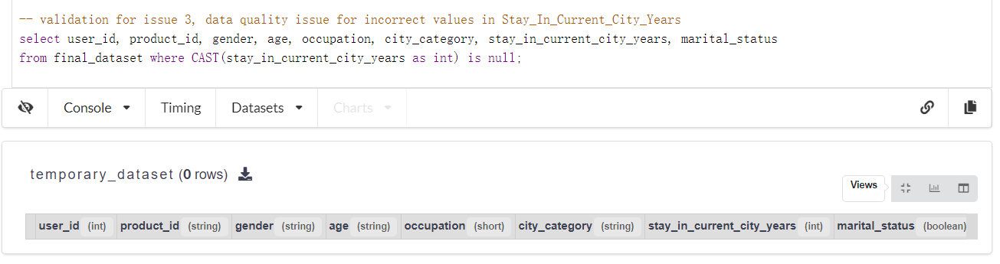 -- validation for issue 3, data quality issue for incorrect values in Stay_In_Current_City_Years
select user_id, product_id, gender, age, occupation, city_category, stay_in_current_city_years, marital_status
from final_dataset where CAST(stay_in_current_city_years as int) is null;
Console Timing Datasets Charts
temporary_dataset (0 rows)
Views
user_id (int) product_id (string) gender (string) age (string) occupation (short) city_category (string) stay_in_current_city_years (int) marital_status (boolean)